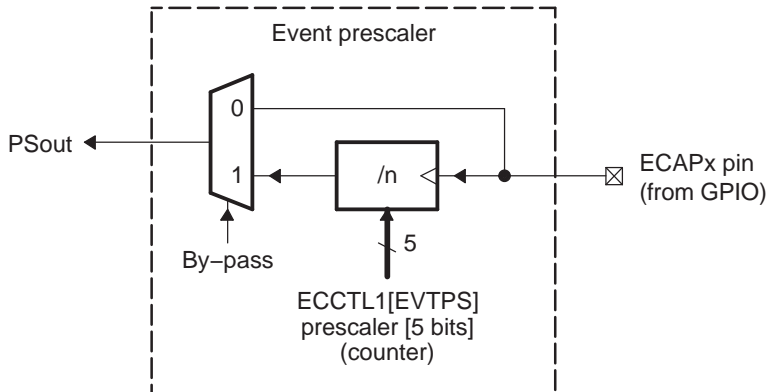 Event prescaler
0
PSout
1
/n
ECAPx pin
(from GPIO)
5
By−pass
ECCTL1[EVTPS]
prescaler [5 bits]
(counter)